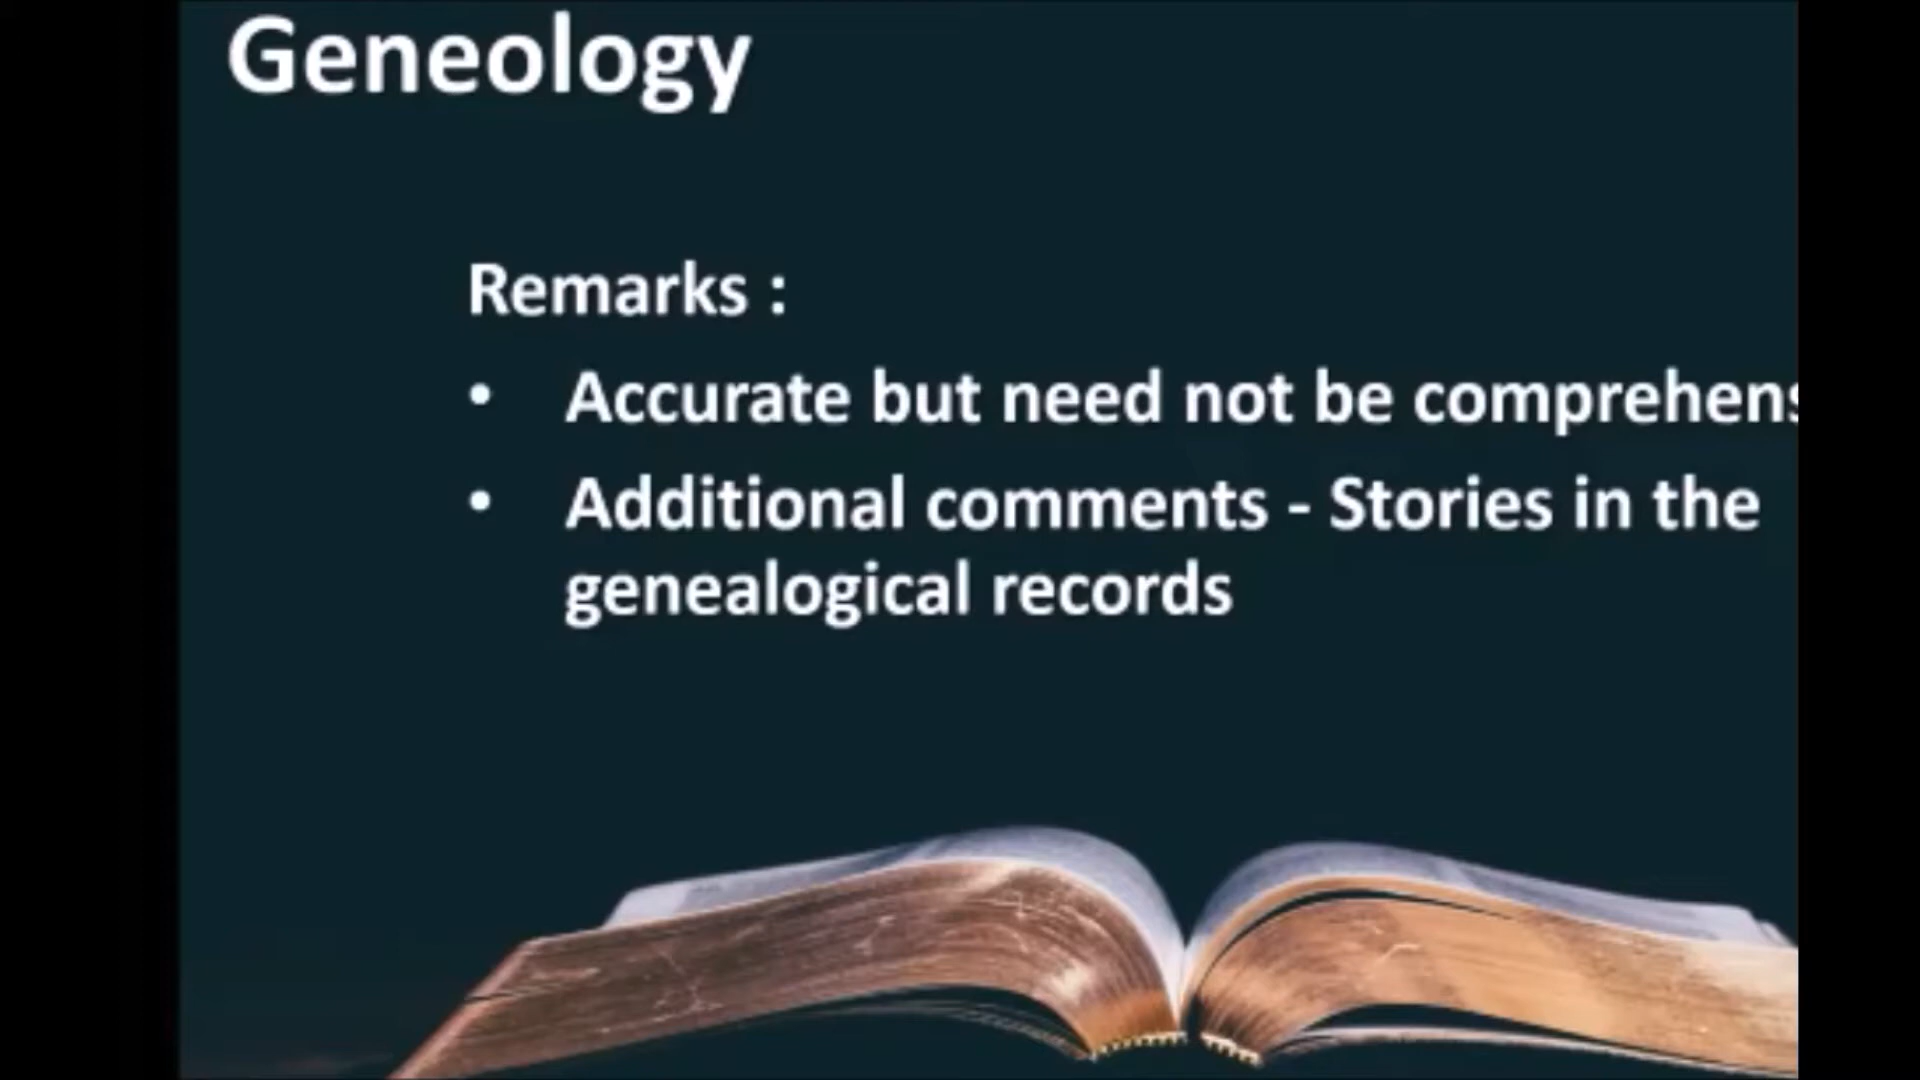 Geneology
Remarks :
• Accurate but need not be comprehens
• Additional comments - Stories in the
genealogical records